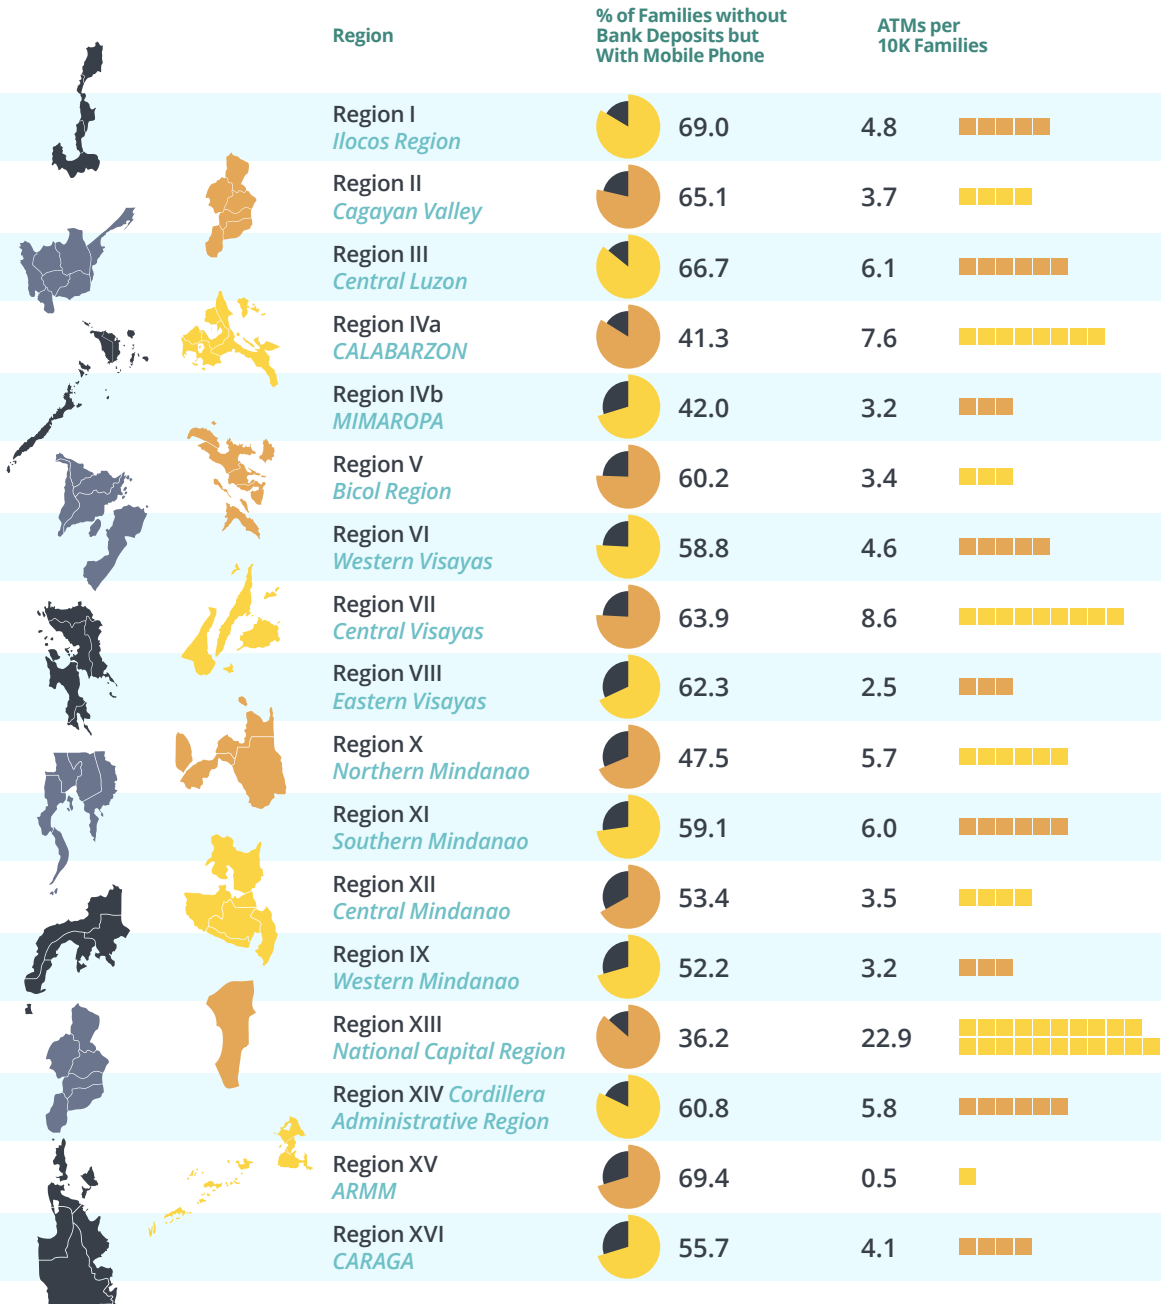 Region
% of Families without
Bank Deposits but
With Mobile Phone
ATMs per
10K Families
Region I
Ilocos Region
69.0
4.8
Region II
Cagayan Valley
65.1
3.7
Region III
Central Luzon
66.7
6.1
Region IVa
CALABARZON
41.3
7.6
Region IVb
MIMAROPA
42.0
3.2
Region V
Bicol Region
60.2
3.4
Region VI
Western Visayas
58.8
4.6
Region VII
Central Visayas
63.9
8.6
Region VIII
Eastern Visayas
62.3
2.5
Region X
Northern Mindanao
47.5
5.7
Region XI
Southern Mindanao
59.1
6.0
Region XII
Central Mindanao
53.4
3.5
Region IX
Western Mindanao
52.2
3.2
Region XIII
National Capital Region
36.2
22.9
Region XIV Cordillera
Administrative Region
60.8
5.8
Region XV
ARMM
69.4
0.5
Region XVI
CARAGA
55.7
4.1